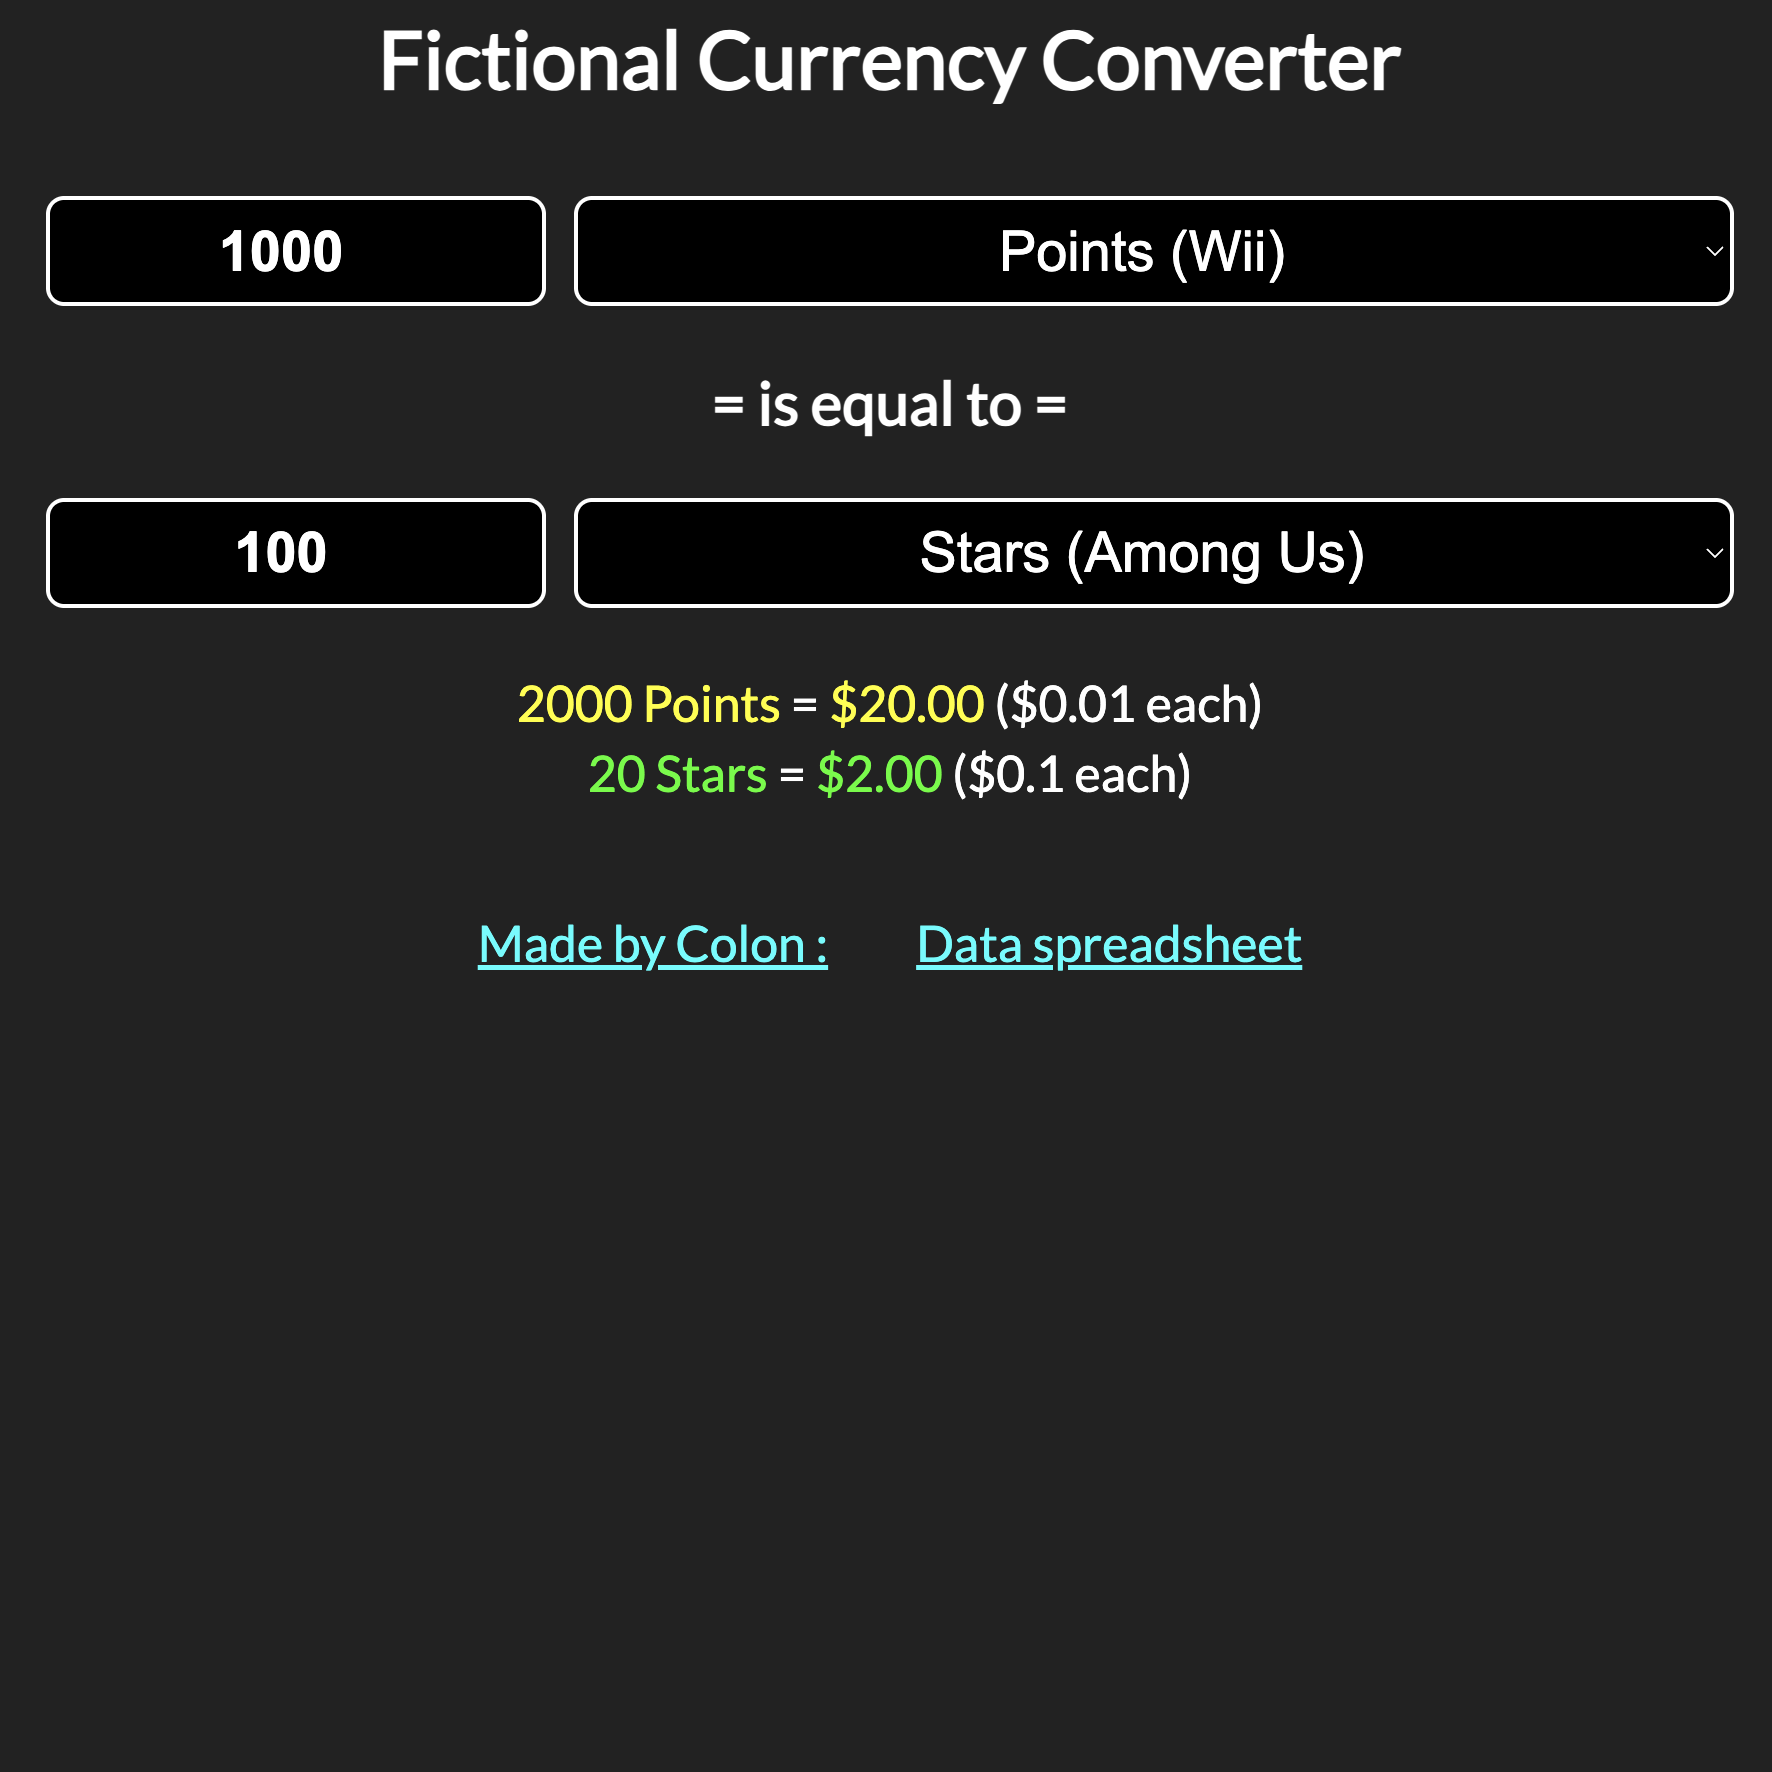 Fictional Currency Converter
1000 Points (Wii)
= is equal to =
100 Stars (Among Us)
2000 Points = $20.00 ($0.01 each)
20 Stars = $2.00 ($0.1 each)
Made by Colon : Data spreadsheet